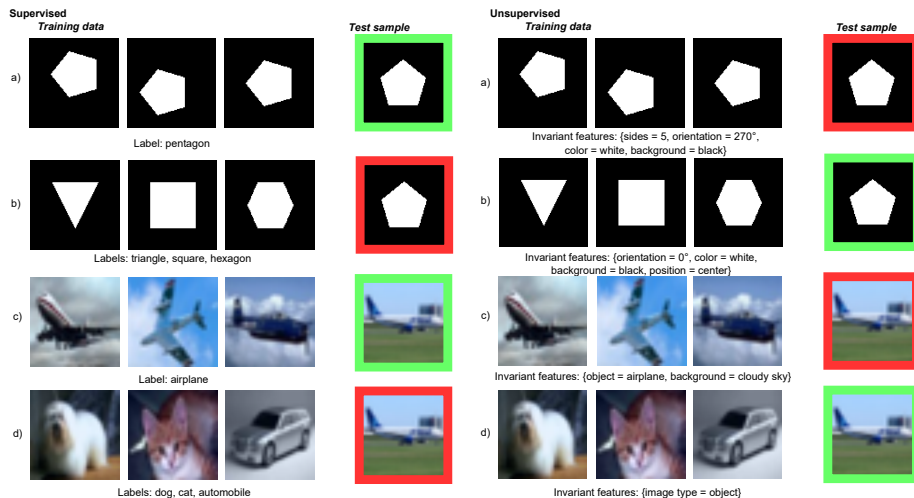 Supervised
Training data
Test sample
a)
Label: pentagon
b)
Labels: triangle, square, hexagon
c)
Label: airplane
d)
Labels: dog, cat, automobile
Unsupervised
Training data
Test sample
a)
Invariant features: {sides = 5, orientation = 270°,
color = white, background = black}
b)
Invariant features: {orientation = 0°, color = white,
background = black, position = center}
c)
Invariant features: {object = airplane, background = cloudy sky}
d)
Invariant features: {image type = object}